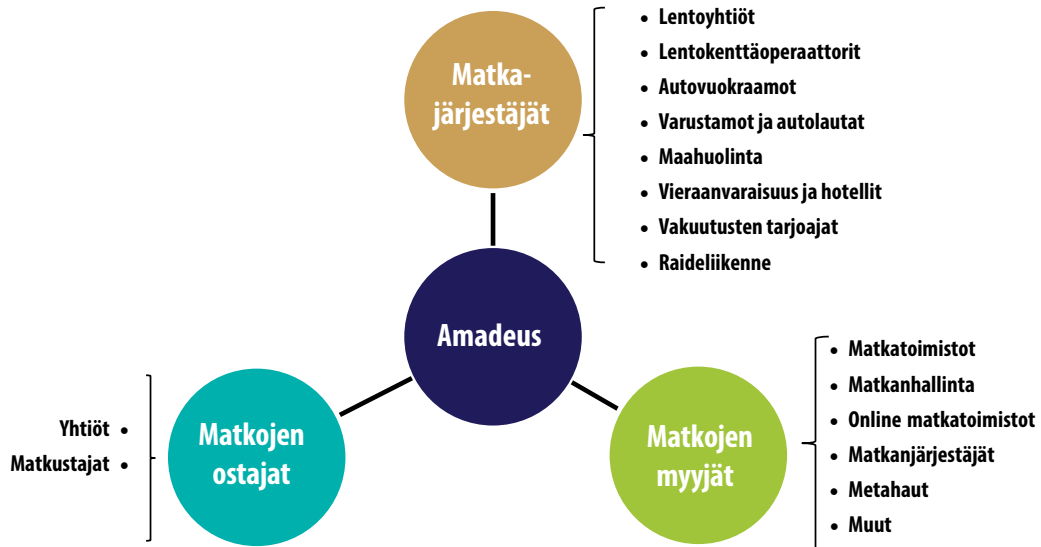 Matka-
järjestäjät
• Lentoyhtiöt
• Lentokenttäoperaattorit
• Autovuokraamot
• Varustamot ja autolautat
• Maahuolinta
• Vieraanvaraisuus ja hotellit
• Vakuutusten tarjoajat
• Raideliikenne
Amadeus
Matkojen
ostajat
Yhtiöt •
Matkustajat •
Matkojen
myyjät
• Matkatoimistot
• Matkanhallinta
• Online matkatoimistot
• Matkanjärjestäjät
• Metahaut
• Muut